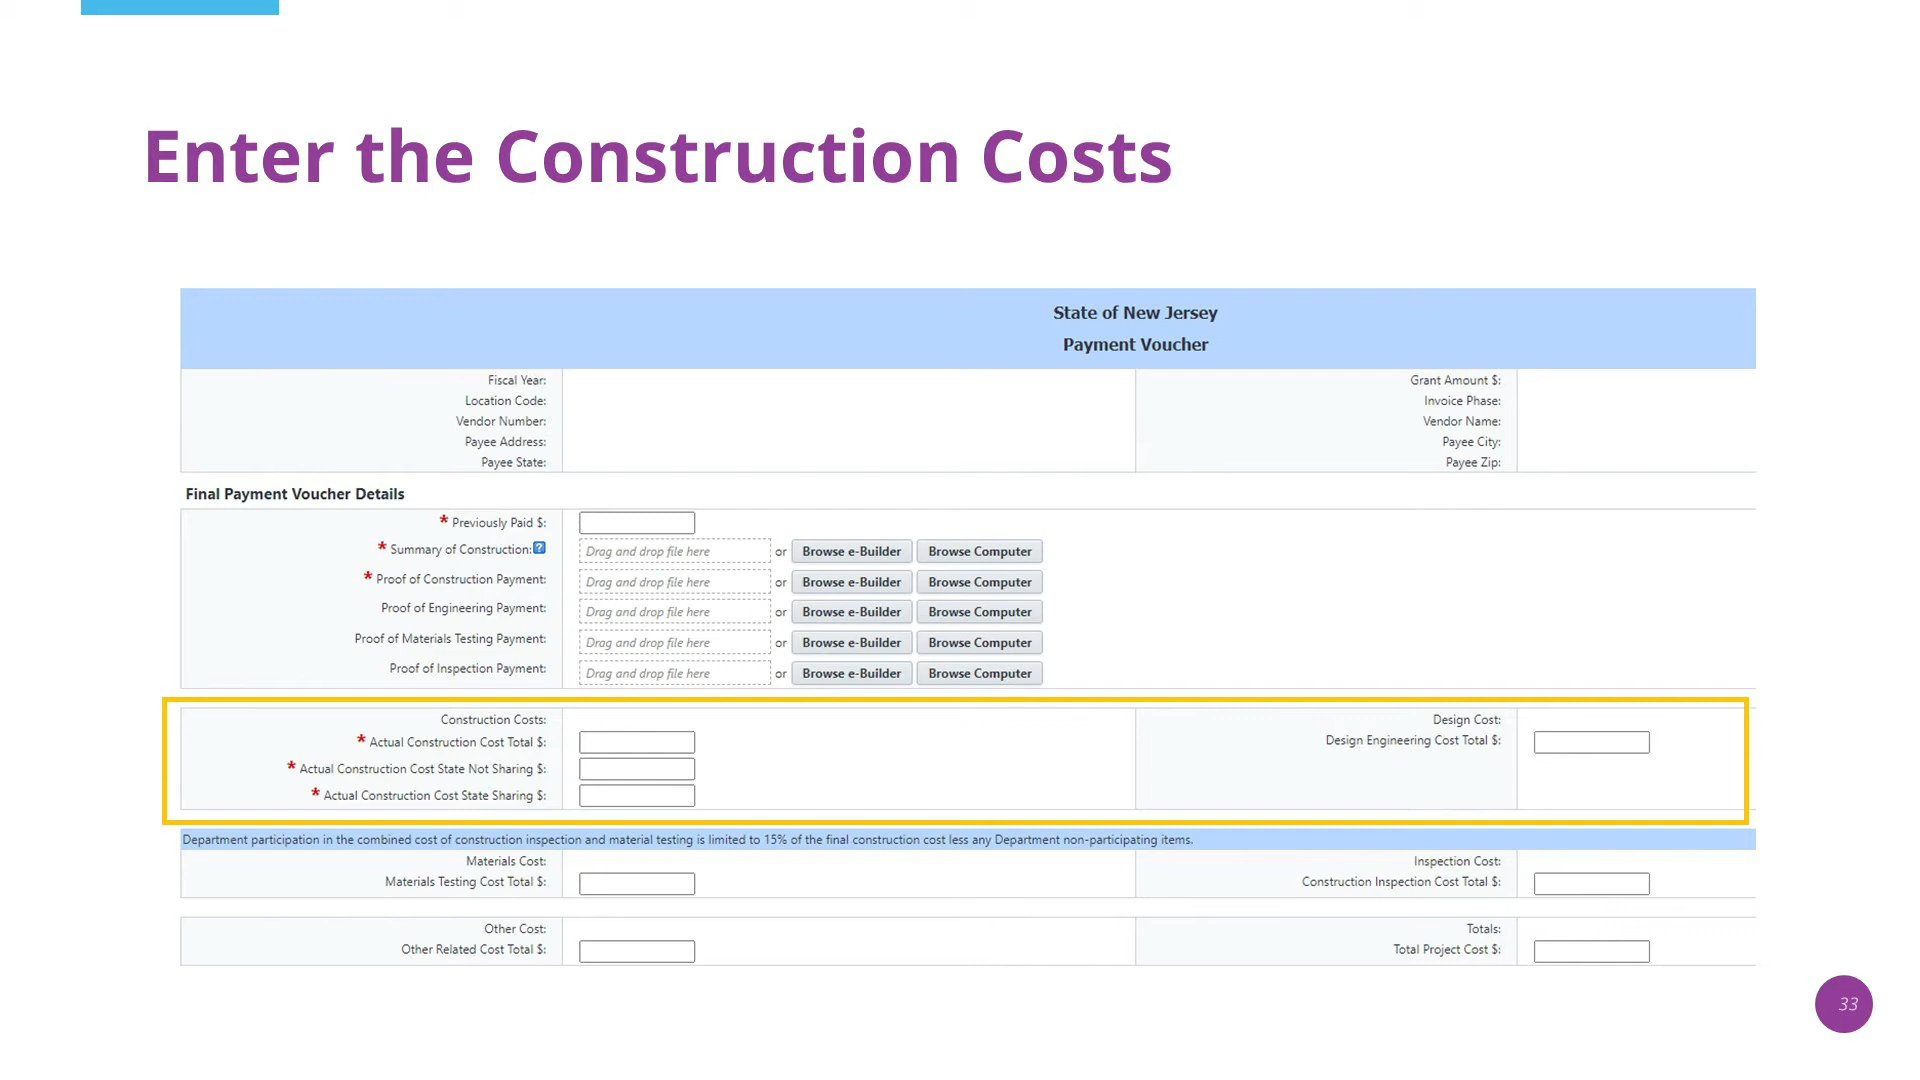 Enter the Construction Costs
State of New Jersey
Payment Voucher
Fiscal Year:
Grant Amount $:
Location Code:
Invoice Phase:
Vendor Number:
Vendor Name:
Payee Address:
Payee City:
Payee State:
Payee Zip:
Final Payment Voucher Details
* Previously Paid $:
* Summary of Construction: ? Drag and drop file here or Browse e-Builder Browse Computer
* Proof of Construction Payment: Drag and drop file here or Browse e-Builder Browse Computer
Proof of Engineering Payment: Drag and drop file here or Browse e-Builder Browse Computer
Proof of Materials Testing Payment: Drag and drop file here or Browse e-Builder Browse Computer
Proof of Inspection Payment: Drag and drop file here or Browse e-Builder Browse Computer
Construction Costs:
Design Cost:
* Actual Construction Cost Total $:
Design Engineering Cost Total $:
* Actual Construction Cost State Not Sharing $:
* Actual Construction Cost State Sharing $:
Department participation in the combined cost of construction inspection and material testing is limited to 15% of the final construction cost less any Department non-participating items.
Materials Cost:
Inspection Cost:
Materials Testing Cost Total $:
Construction Inspection Cost Total $:
Other Cost:
Totals:
Other Related Cost Total $:
Total Project Cost $:
33